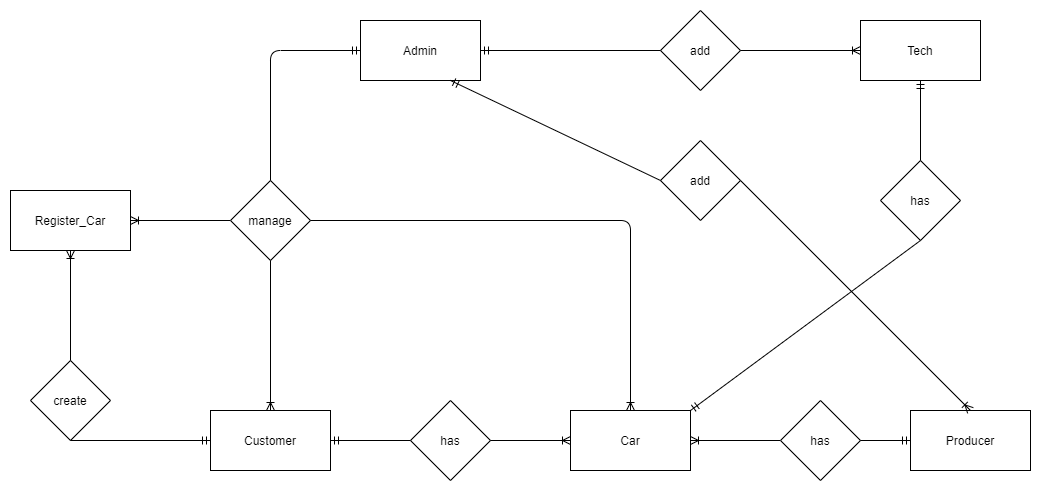 Admin
add
Tech
add
has
Register_Car
manage
create
Customer
has
Car
has
Producer